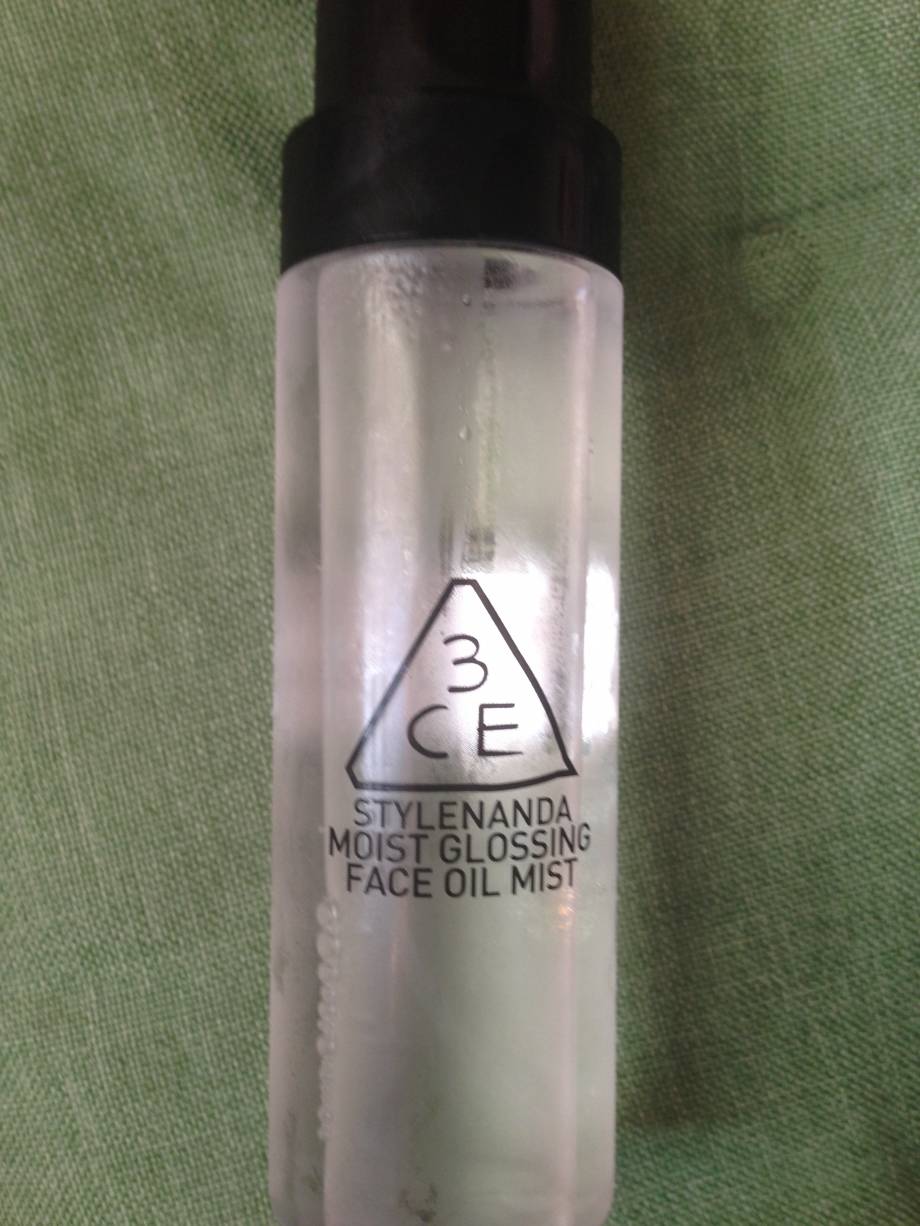 3
CE
STYLENANDA
MOIST GLOSSING
FACE OIL MIST